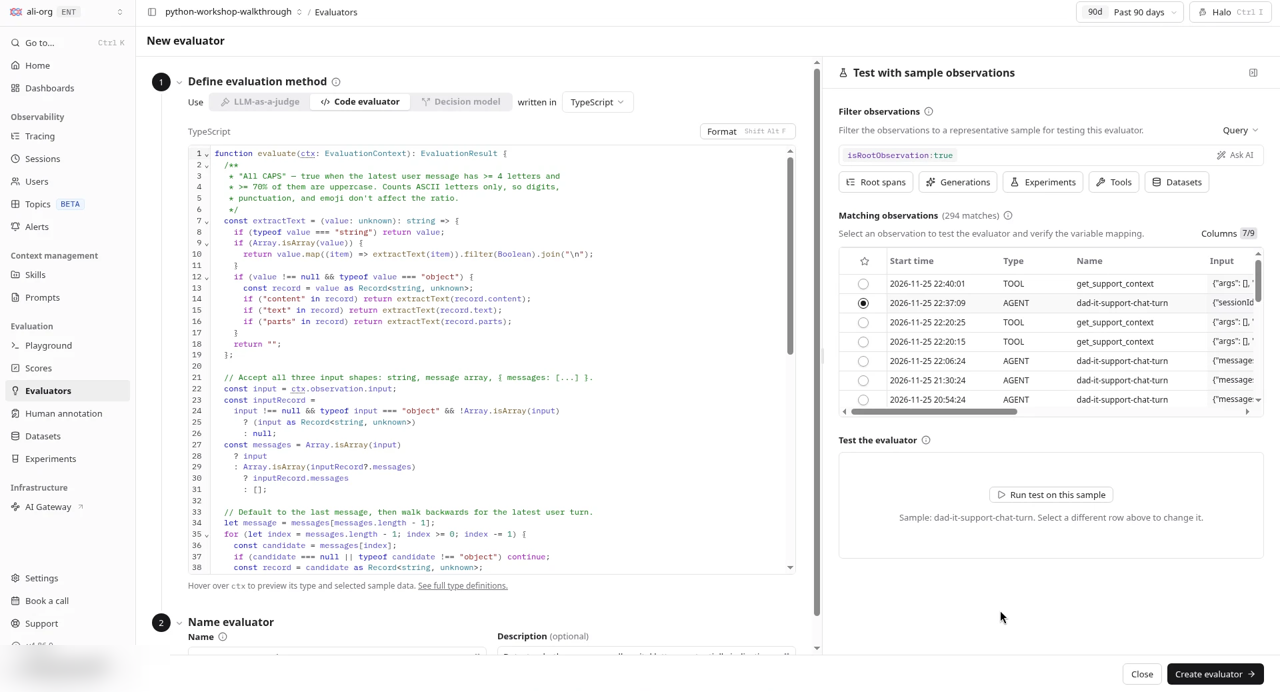 ali-org ENT
python-workshop-walkthrough / Evaluators
90d Past 90 days
Halo Ctrl I
Go to... Ctrl K
Home
Dashboards
Observability
Tracing
Sessions
Users
Topics BETA
Alerts
Context management
Skills
Prompts
Evaluation
Playground
Scores
Evaluators
Human annotation
Datasets
Experiments
Infrastructure
AI Gateway
Settings
Book a call
Support
New evaluator
1 Define evaluation method
Use LLM-as-a-judge Code evaluator Decision model written in TypeScript
TypeScript
Format Shift Alt F
1 function evaluate(ctx: EvaluationContext): EvaluationResult {
2 /**
3 * "All CAPS" — true when the latest user message has >= 4 letters and
4 * >= 70% of them are uppercase. Counts ASCII letters only, so digits,
5 * punctuation, and emoji don't affect the ratio.
6 */
7 const extractText = (value: unknown): string => {
8 if (typeof value === "string") return value;
9 if (Array.isArray(value)) {
10 return value.map((item) => extractText(item)).filter(Boolean).join("\n");
11 }
12 if (value !== null && typeof value === "object") {
13 const record = value as Record<string, unknown>;
14 if ("content" in record) return extractText(record.content);
15 if ("text" in record) return extractText(record.text);
16 if ("parts" in record) return extractText(record.parts);
17 }
18 return "";
19 };
20
21 // Accept all three input shapes: string, message array, { messages: [...] }.
22 const input = ctx.observation.input;
23 const inputRecord =
24 input !== null && typeof input === "object" && !Array.isArray(input)
25 ? (input as Record<string, unknown>)
26 : null;
27 const messages = Array.isArray(input)
28 ? input
29 : Array.isArray(inputRecord?.messages)
30 ? inputRecord.messages
31 : [];
32
33 // Default to the last message, then walk backwards for the latest user turn.
34 let message = messages[messages.length - 1];
35 for (let index = messages.length - 1; index >= 0; index -= 1) {
36 const candidate = messages[index];
37 if (candidate === null || typeof candidate !== "object") continue;
38 const record = candidate as Record<string, unknown>;
Hover over ctx to preview its type and selected sample data. See full type definitions.
2 Name evaluator
Name
Description (optional)
Test with sample observations
Filter observations
Filter the observations to a representative sample for testing this evaluator.
Query
isRootObservation:true
Ask AI
Root spans Generations Experiments Tools Datasets
Matching observations (294 matches)
Select an observation to test the evaluator and verify the variable mapping.
Columns 7/9
Start time Type Name Input
2026-11-25 22:40:01 TOOL get_support_context {"args": [], "
2026-11-25 22:37:09 AGENT dad-it-support-chat-turn {"sessionId
2026-11-25 22:20:25 TOOL get_support_context {"args": [], "
2026-11-25 22:20:15 TOOL get_support_context {"args": [], "
2026-11-25 22:06:24 AGENT dad-it-support-chat-turn {"message
2026-11-25 21:30:24 AGENT dad-it-support-chat-turn {"message
2026-11-25 20:54:24 AGENT dad-it-support-chat-turn {"message
Test the evaluator
Run test on this sample
Sample: dad-it-support-chat-turn. Select a different row above to change it.
Close
Create evaluator